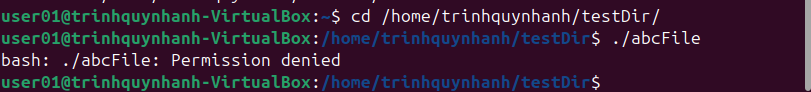 user01@trinhquynhanh-VirtualBox:~$ cd /home/trinhquynhanh/testDir/
user01@trinhquynhanh-VirtualBox:/home/trinhquynhanh/testDir$ ./abcFile
bash: ./abcFile: Permission denied
user01@trinhquynhanh-VirtualBox:/home/trinhquynhanh/testDir$